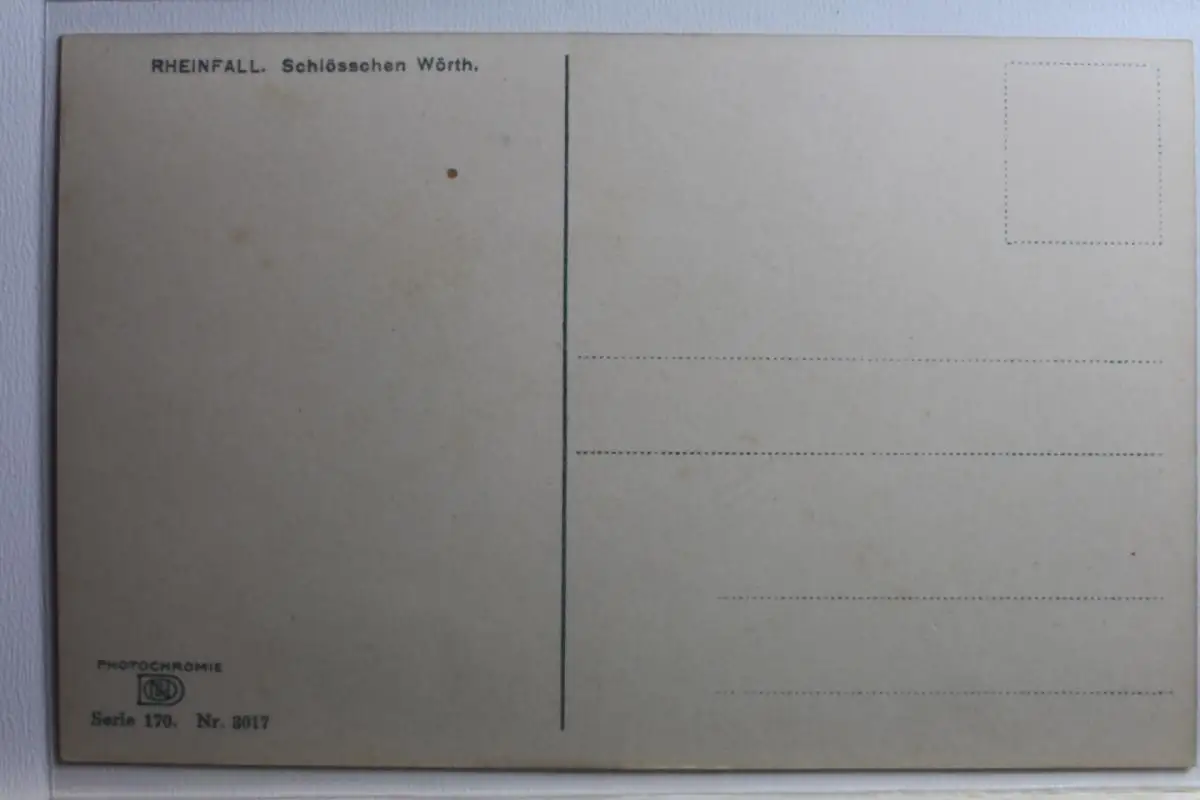 RHEINFALL. Schlösschen Wörth.
PHOTOCHROMIE
Serie 170. Nr. 3017